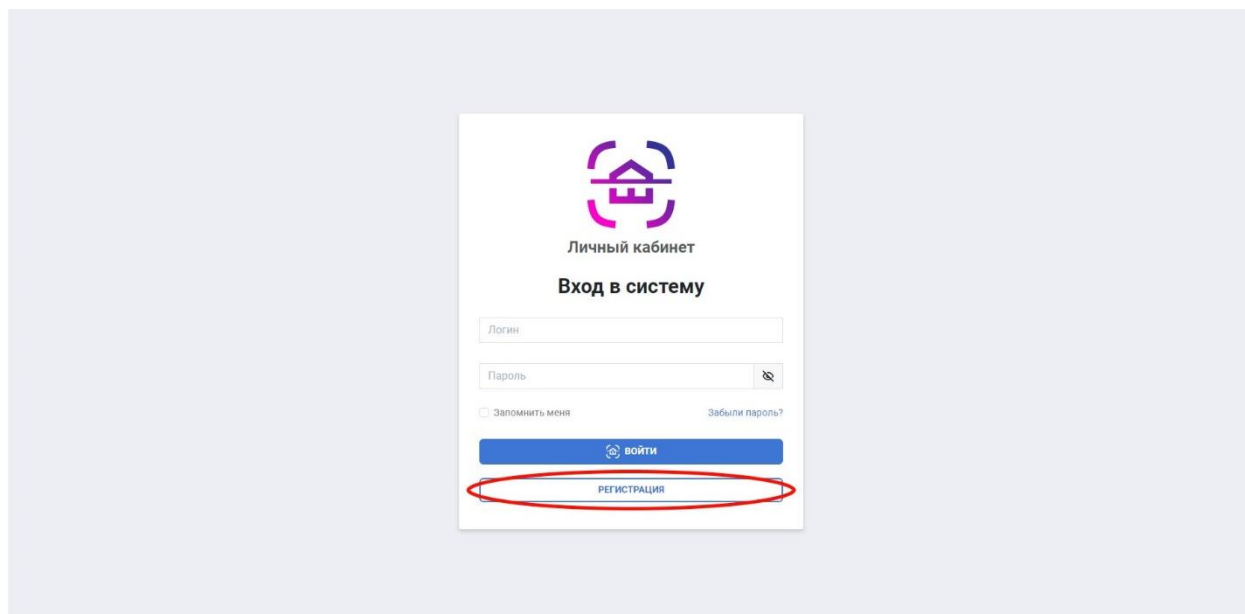 Личный кабинет
Вход в систему
Логин
Пароль
Запомнить меня Забыли пароль?
ВОЙТИ
РЕГИСТРАЦИЯ